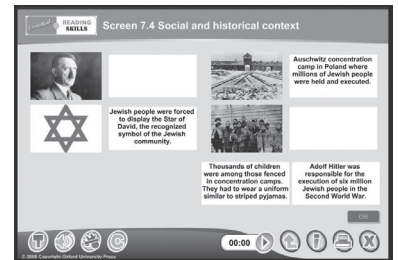 READING
SKILLS
Screen 7.4 Social and historical context
Auschwitz concentration
camp in Poland where
millions of Jewish people
were held and executed.
Jewish people were forced
to display the Star of
David, the recognized
symbol of the Jewish
community.
Thousands of children
were among those fenced
in concentration camps.
They had to wear a uniform
similar to striped pyjamas.
Adolf Hitler was
responsible for the
execution of six million
Jewish people in the
Second World War.
OK
T
C
00:00
© 2008 Copyright Oxford University Press